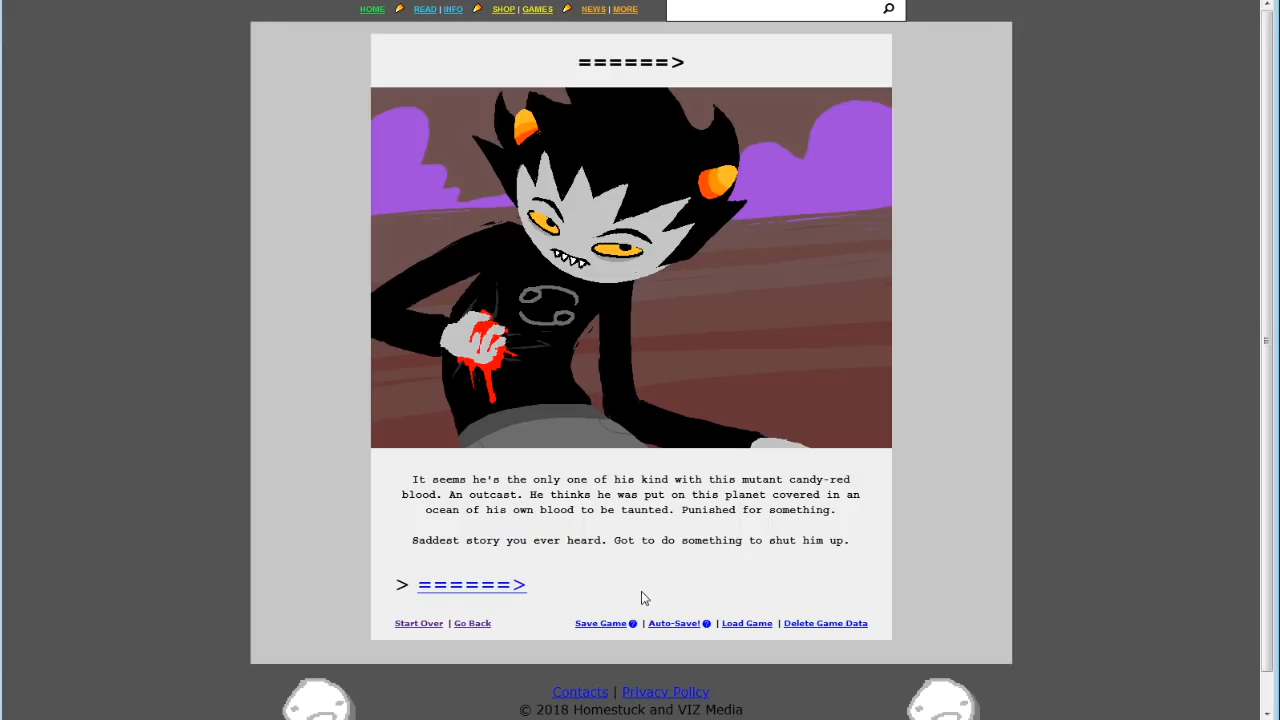 HOME READ | INFO SHOP | GAMES NEWS | MORE
======>
It seems he's the only one of his kind with this mutant candy-red
blood. An outcast. He thinks he was put on this planet covered in an
ocean of his own blood to be taunted. Punished for something.
Saddest story you ever heard. Got to do something to shut him up.
> ======>
Start Over | Go Back Save Game ? | Auto-Save! ? | Load Game | Delete Game Data
Contacts | Privacy Policy
© 2018 Homestuck and VIZ Media